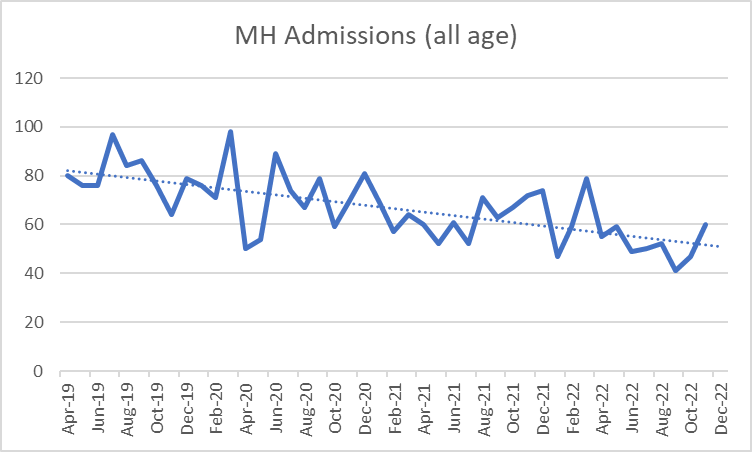 MH Admissions (all age)
120
100
80
60
40
20
0
Apr-19
Jun-19
Aug-19
Oct-19
Dec-19
Feb-20
Apr-20
Jun-20
Aug-20
Oct-20
Dec-20
Feb-21
Apr-21
Jun-21
Aug-21
Oct-21
Dec-21
Feb-22
Apr-22
Jun-22
Aug-22
Oct-22
Dec-22